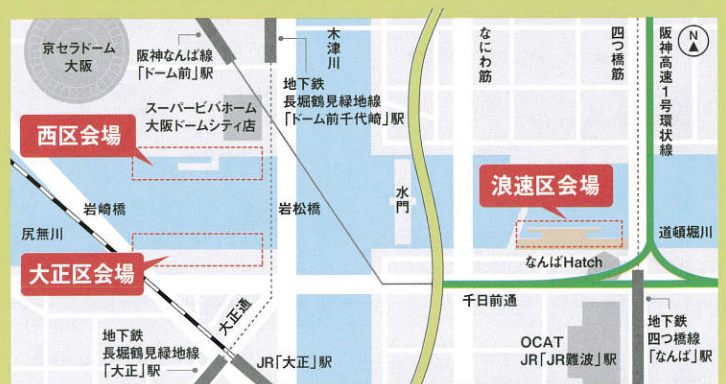 京セラドーム
大阪
阪神なんば線
「ドーム前」駅
木津川
地下鉄
長堀鶴見緑地線
「ドーム前千代崎」駅
スーパービバホーム
大阪ドームシティ店
西区会場
岩崎橋
岩松橋
尻無川
大正区会場
大正通
地下鉄
長堀鶴見緑地線
「大正」駅
JR「大正」駅
水門
なにわ筋
四つ橋筋
阪神高速1号環状線
N
浪速区会場
道頓堀川
なんばHatch
千日前通
OCAT
JR「JR難波」駅
地下鉄
四つ橋線
「なんば」駅